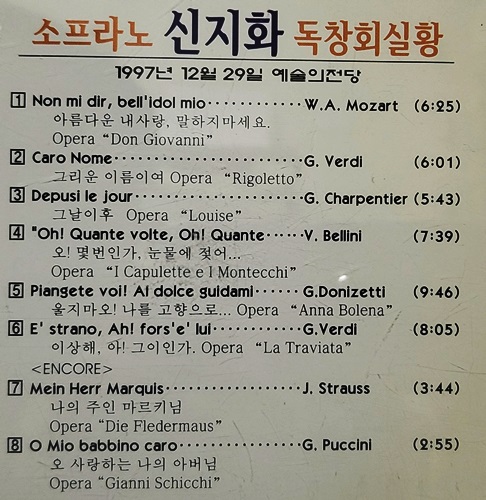 소프라노 신지화 독창회실황
1997년 12월 29일 예술의전당
1 Non mi dir, bell'idol mio············W.A. Mozart (6:25)
아름다운 내사랑, 말하지마세요.
Opera “Don Giovanni”
2 Caro Nome························G. Verdi (6:01)
그리운 이름이여 Opera “Rigoletto”
3 Depusi le jour······················G. Charpentier (5:43)
그날이후 Opera “Louise”
4 "Oh! Quante volte, Oh! Quante······V. Bellini (7:39)
오! 몇번인가, 눈물에 젖어...
Opera “I Capulette e I Montecchi”
5 Piangete voi! Al dolce guidami······G.Donizetti (9:46)
울지마오! 나를 고향으로... Opera “Anna Bolena”
6 E' strano, Ah! fors'e' lui············G.Verdi (8:05)
이상해, 아! 그이인가. Opera “La Traviata”
<ENCORE>
7 Mein Herr Marquis··················J. Strauss (3:44)
나의 주인 마르키님
Opera “Die Fledermaus”
8 O Mio babbino caro················G. Puccini (2:55)
오 사랑하는 나의 아버님
Opera “Gianni Schicchi”